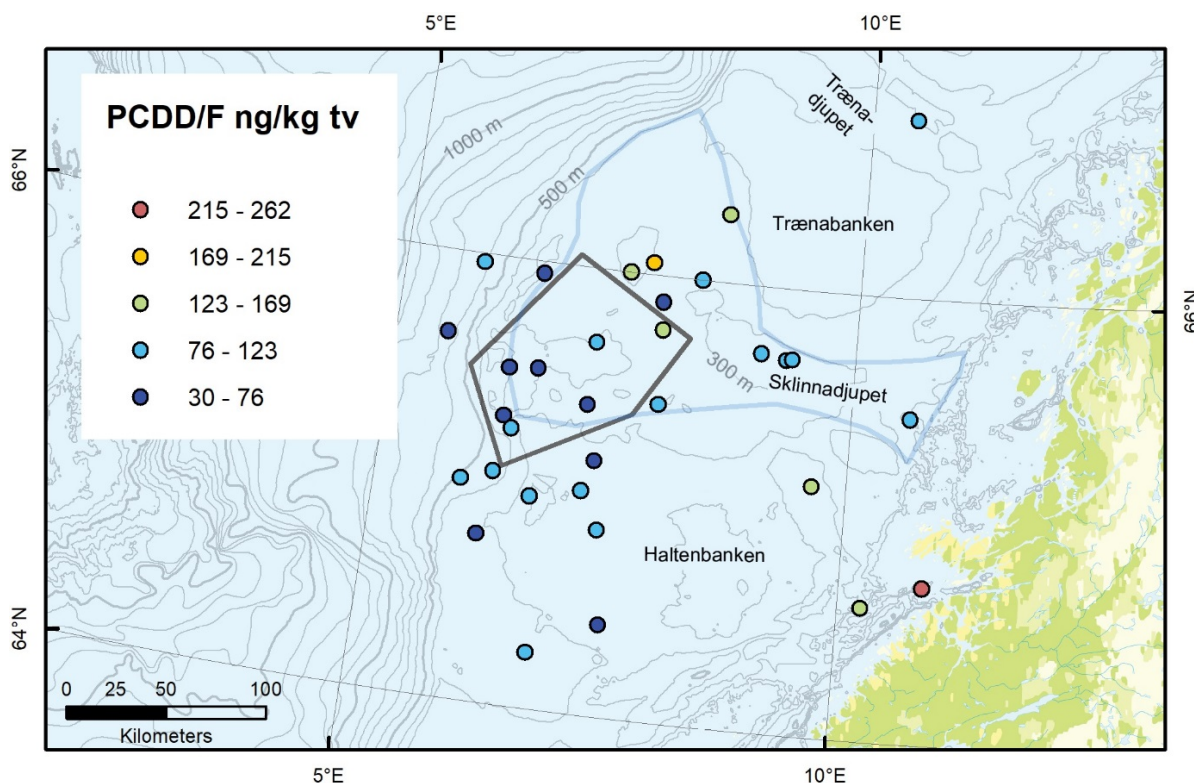 5°E
10°E
PCDD/F ng/kg tv
215 - 262
169 - 215
123 - 169
76 - 123
30 - 76
1000 m
500 m
Træna-
djupet
66°N
Trænabanken
66°N
300 m
Sklinnadjupet
Haltenbanken
64°N
0 25 50 100
Kilometers
5°E
10°E